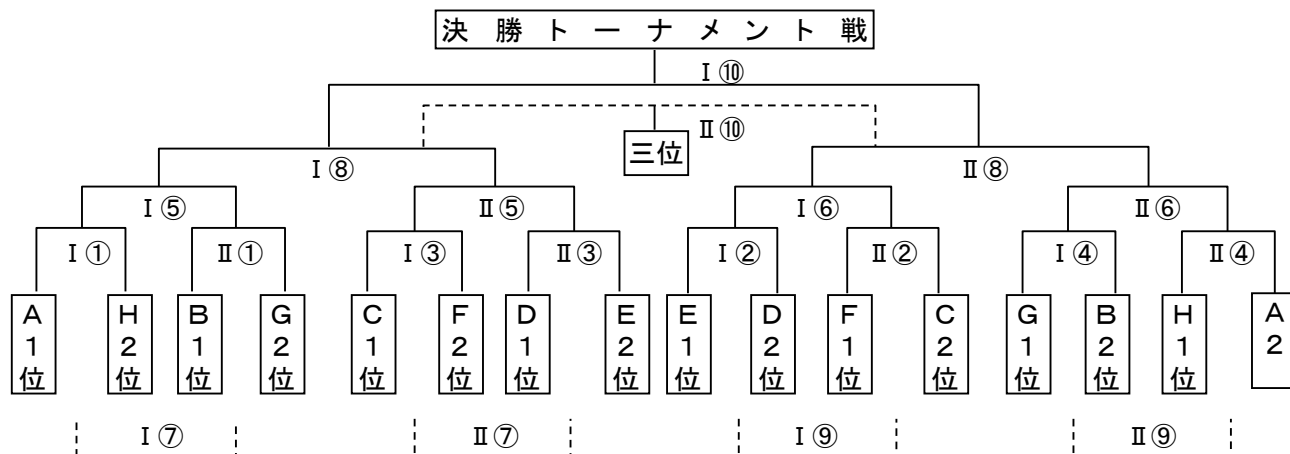 決勝トーナメント戦
Ⅰ⑩
Ⅱ⑩
三位
Ⅰ⑧ Ⅱ⑧
Ⅰ⑤ Ⅱ⑤ Ⅰ⑥ Ⅱ⑥
Ⅰ① Ⅱ① Ⅰ③ Ⅱ③ Ⅰ② Ⅱ② Ⅰ④ Ⅱ④
A1位 H2位 B1位 G2位 C1位 F2位 D1位 E2位 E1位 D2位 F1位 C2位 G1位 B2位 H1位 A2
Ⅰ⑦ Ⅱ⑦ Ⅰ⑨ Ⅱ⑨